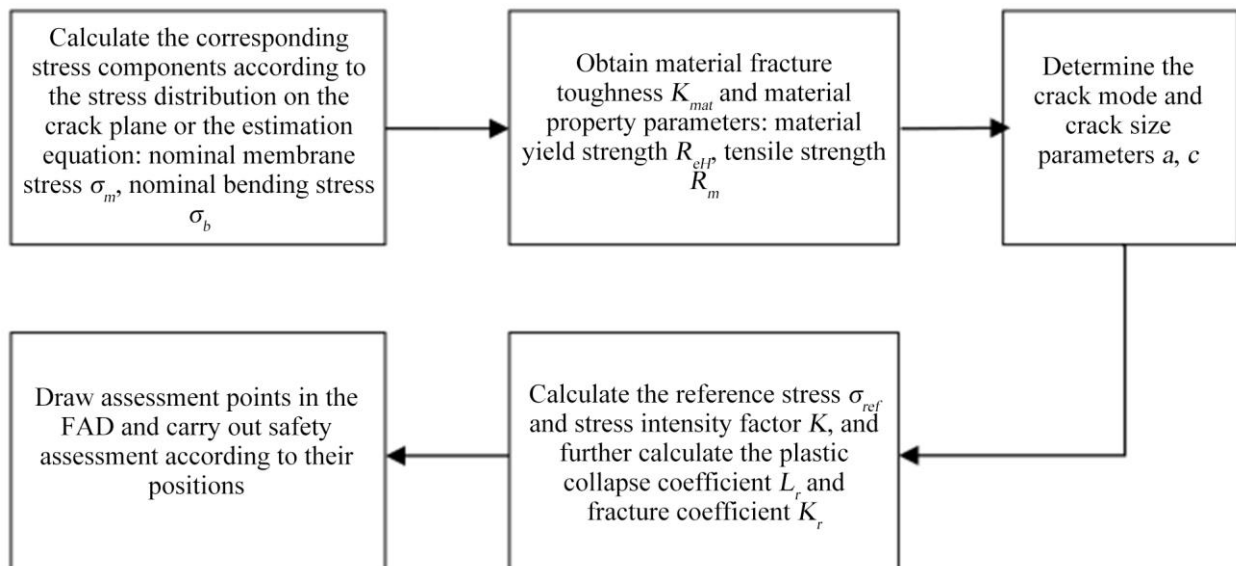 Calculate the corresponding
stress components according to
the stress distribution on the
crack plane or the estimation
equation: nominal membrane
stress σm, nominal bending stress
σb
Obtain material fracture
toughness Kmat and material
property parameters: material
yield strength ReH, tensile strength
Rm
Determine the
crack mode and
crack size
parameters a, c
Calculate the reference stress σref
and stress intensity factor K, and
further calculate the plastic
collapse coefficient Lr and
fracture coefficient Kr
Draw assessment points in the
FAD and carry out safety
assessment according to their
positions